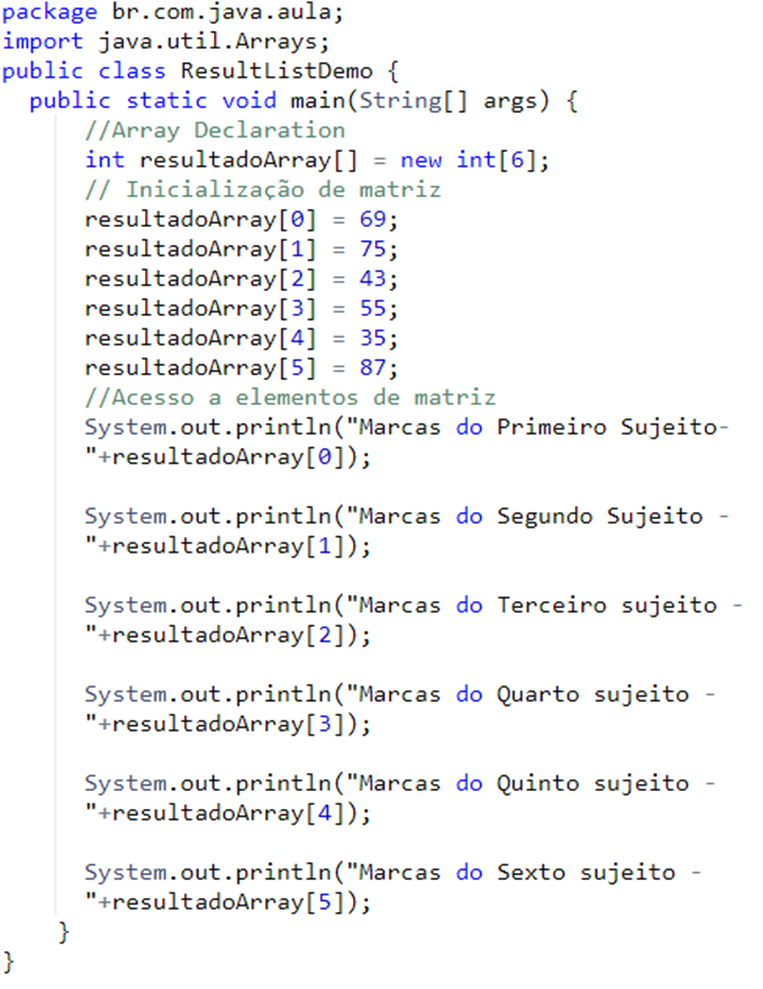 package br.com.java.aula;
import java.util.Arrays;
public class ResultListDemo {
public static void main(String[] args) {
//Array Declaration
int resultadoArray[] = new int[6];
// Inicialização de matriz
resultadoArray[0] = 69;
resultadoArray[1] = 75;
resultadoArray[2] = 43;
resultadoArray[3] = 55;
resultadoArray[4] = 35;
resultadoArray[5] = 87;
//Acesso a elementos de matriz
System.out.println("Marcas do Primeiro Sujeito-
"+resultadoArray[0]);
System.out.println("Marcas do Segundo Sujeito -
"+resultadoArray[1]);
System.out.println("Marcas do Terceiro sujeito -
"+resultadoArray[2]);
System.out.println("Marcas do Quarto sujeito -
"+resultadoArray[3]);
System.out.println("Marcas do Quinto sujeito -
"+resultadoArray[4]);
System.out.println("Marcas do Sexto sujeito -
"+resultadoArray[5]);
}
}